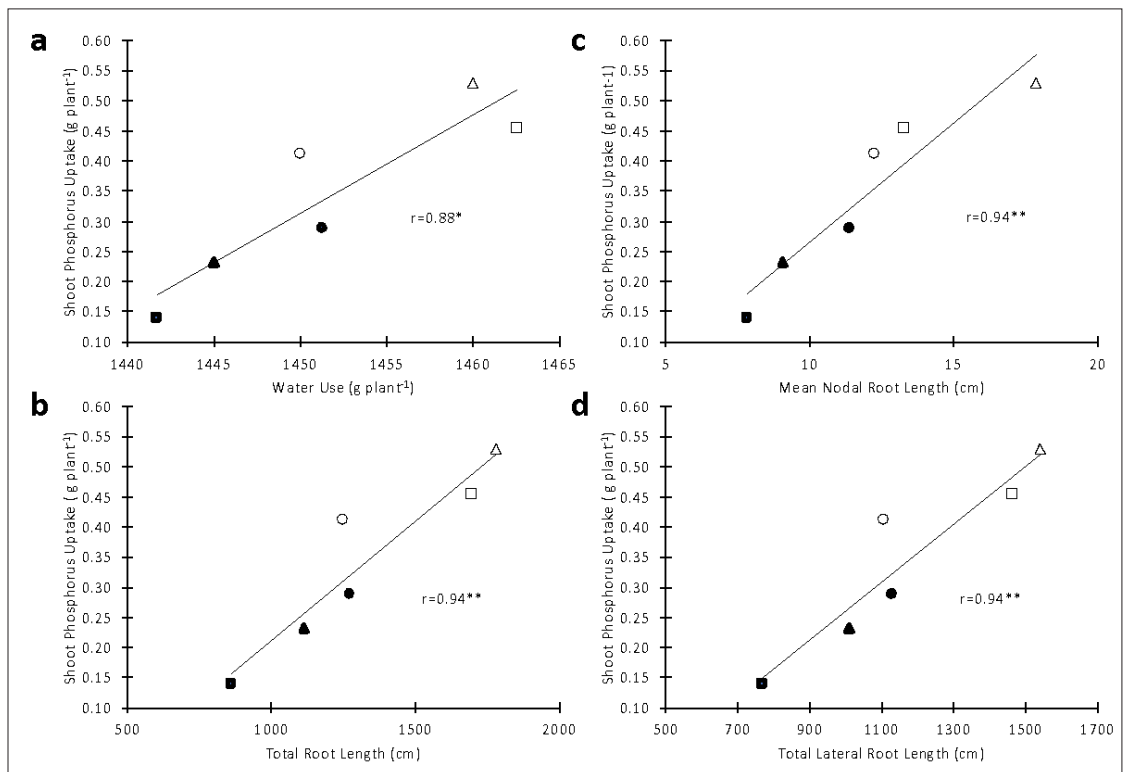 a
Shoot Phosphorus Uptake (g plant⁻¹)
0.60
0.55
0.50
0.45
0.40
0.35
0.30
0.25
0.20
0.15
0.10
r=0.88*
1440 1445 1450 1455 1460 1465
Water Use (g plant⁻¹)
c
Shoot Phosphorus Uptake (g plant-1)
0.60
0.55
0.50
0.45
0.40
0.35
0.30
0.25
0.20
0.15
0.10
r=0.94**
5 10 15 20
Mean Nodal Root Length (cm)
b
Shoot Phosphorus Uptake (g plant⁻¹)
0.60
0.55
0.50
0.45
0.40
0.35
0.30
0.25
0.20
0.15
0.10
r=0.94**
500 1000 1500 2000
Total Root Length (cm)
d
Shoot Phosphorus Uptake (g plant⁻¹)
0.60
0.55
0.50
0.45
0.40
0.35
0.30
0.25
0.20
0.15
0.10
r=0.94**
500 700 900 1100 1300 1500 1700
Total Lateral Root Length (cm)